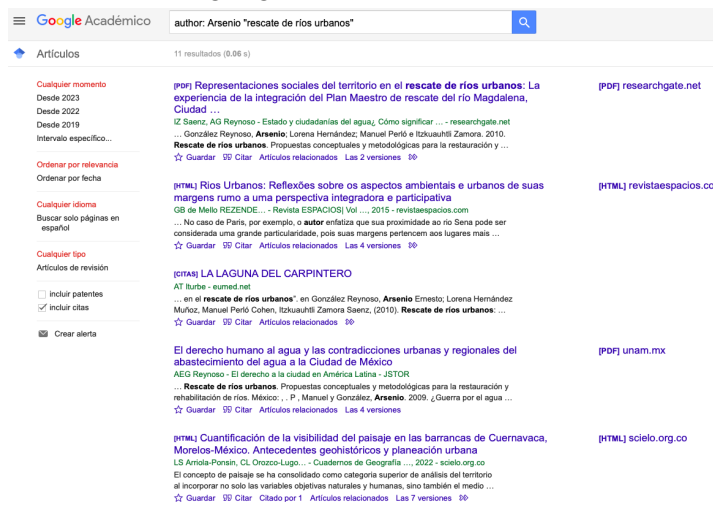 Google Académico
author: Arsenio "rescate de ríos urbanos"
Artículos
11 resultados (0.06 s)
Cualquier momento
Desde 2023
Desde 2022
Desde 2019
Intervalo específico...
Ordenar por relevancia
Ordenar por fecha
Cualquier idioma
Buscar solo páginas en
español
Cualquier tipo
Artículos de revisión
incluir patentes
incluir citas
Crear alerta
[PDF] Representaciones sociales del territorio en el rescate de ríos urbanos: La
experiencia de la integración del Plan Maestro de rescate del río Magdalena,
Ciudad ...
IZ Saenz, AG Reynoso - Estado y ciudadanías del agua¿ Cómo significar ... - researchgate.net
... González Reynoso, Arsenio; Lorena Hernández; Manuel Perló e Itzkuauhtli Zamora. 2010.
Rescate de ríos urbanos. Propuestas conceptuales y metodológicas para la restauración y ...
Guardar Citar Artículos relacionados Las 2 versiones
[PDF] researchgate.net
[HTML] Rios Urbanos: Reflexões sobre os aspectos ambientais e urbanos de suas
margens rumo a uma perspectiva integradora e participativa
GB de Mello REZENDE... - Revista ESPACIOS| Vol ..., 2015 - revistaespacios.com
... No caso de Paris, por exemplo, o autor enfatiza que sua proximidade ao rio Sena pode ser
considerada uma grande particularidade, pois suas margens pertencem aos lugares mais ...
Guardar Citar Artículos relacionados Las 4 versiones
[HTML] revistaespacios.co
[CITAS] LA LAGUNA DEL CARPINTERO
AT Iturbe - eumed.net
... en el rescate de ríos urbanos". en González Reynoso, Arsenio Ernesto; Lorena Hernández
Muñoz, Manuel Perló Cohen, Itzkuauhtli Zamora Saenz, (2010). Rescate de ríos urbanos: ...
Guardar Citar Artículos relacionados
El derecho humano al agua y las contradicciones urbanas y regionales del
abastecimiento del agua a la Ciudad de México
AEG Reynoso - El derecho a la ciudad en América Latina - JSTOR
... Rescate de ríos urbanos. Propuestas conceptuales y metodológicas para la restauración y
rehabilitación de ríos. México: , . P , Manuel y González, Arsenio. 2009. ¿Guerra por el agua ...
Guardar Citar Artículos relacionados Las 4 versiones
[PDF] unam.mx
[HTML] Cuantificación de la visibilidad del paisaje en las barrancas de Cuernavaca,
Morelos-México. Antecedentes geohistóricos y planeación urbana
LS Arriola-Ponsin, CL Orozco-Lugo... - Cuadernos de Geografía ..., 2022 - scielo.org.co
El concepto de paisaje se ha consolidado como categoría superior de análisis del territorio
al incorporar no solo las variables objetivas naturales y humanas, sino también el medio ...
Guardar Citar Citado por 1 Artículos relacionados Las 7 versiones
[HTML] scielo.org.co